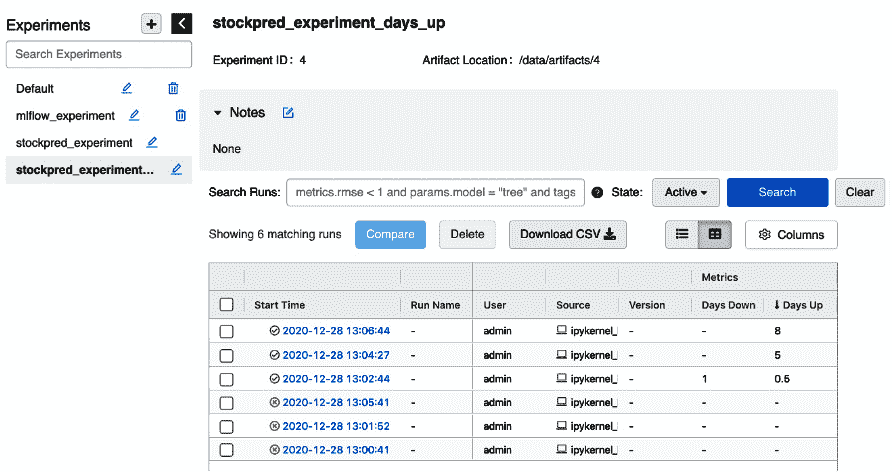 Experiments
Search Experiments
Default
mlflow_experiment
stockpred_experiment
stockpred_experiment...
stockpred_experiment_days_up
Experiment ID: 4 Artifact Location: /data/artifacts/4
Notes
None
Search Runs: metrics.rmse < 1 and params.model = "tree" and tags ? State: Active Search Clear
Showing 6 matching runs Compare Delete Download CSV Columns
Metrics
Start Time Run Name User Source Version Days Down Days Up
2020-12-28 13:06:44 - admin ipykernel_ - - 8
2020-12-28 13:04:27 - admin ipykernel_ - - 5
2020-12-28 13:02:44 - admin ipykernel_ - 1 0.5
2020-12-28 13:05:41 - admin ipykernel_ - - -
2020-12-28 13:01:52 - admin ipykernel_ - - -
2020-12-28 13:00:41 - admin ipykernel_ - - -